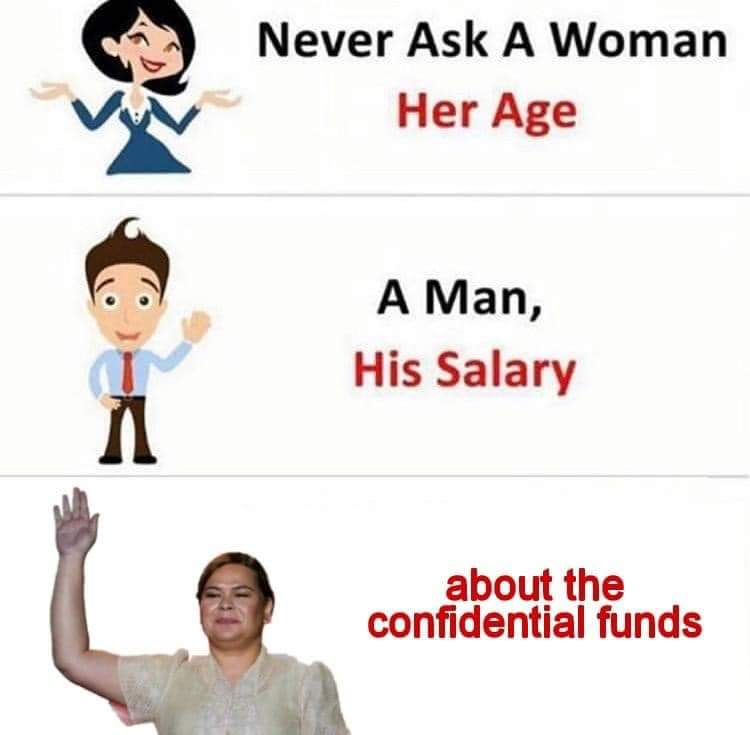 Never Ask A Woman
Her Age
A Man,
His Salary
about the
confidential funds